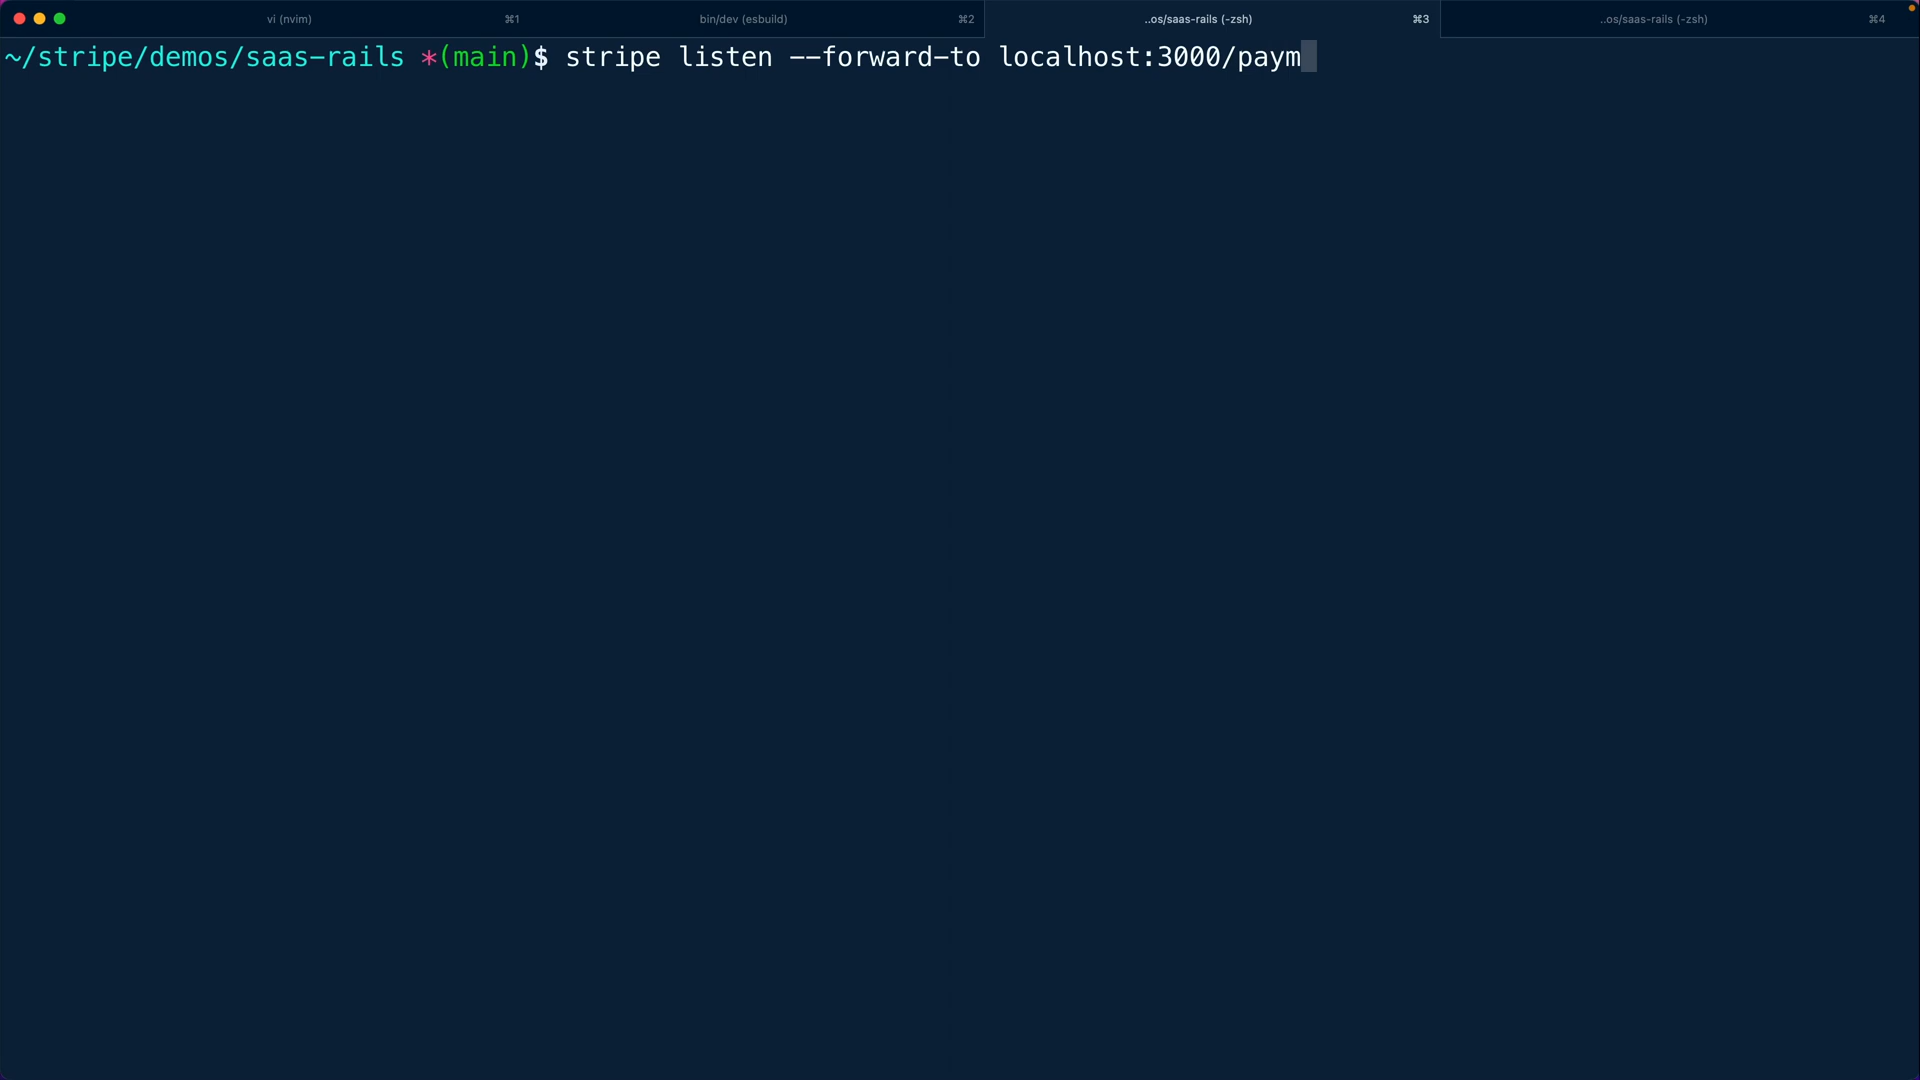 vi (nvim) ⌘1 bin/dev (esbuild) ⌘2 ..os/saas-rails (-zsh) ⌘3 ..os/saas-rails (-zsh) ⌘4
~/stripe/demos/saas-rails *(main)$ stripe listen --forward-to localhost:3000/paym